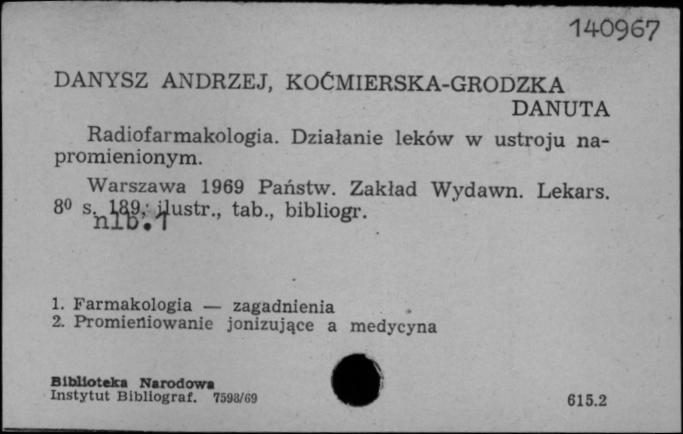 140967
DANYSZ ANDRZEJ, KOĆMIERSKA-GRODZKA
DANUTA
Radiofarmakologia. Działanie leków w ustroju na-
promienionym.
Warszawa 1969 Państw. Zakład Wydawn. Lekars.
8⁰ s. 189, ilustr., tab., bibliogr.
nlb. 1
1. Farmakologia — zagadnienia
2. Promieniowanie jonizujące a medycyna
Biblioteka Narodowa
Instytut Bibliograf. 7598/69
615.2